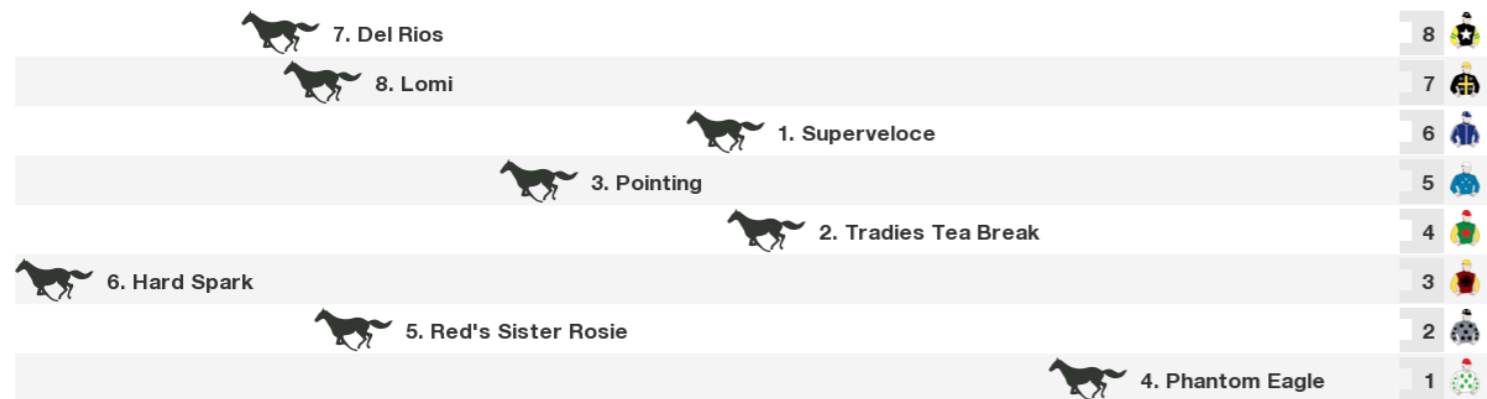 7. Del Rios 8
8. Lomi 7
1. Superveloce 6
3. Pointing 5
2. Tradies Tea Break 4
6. Hard Spark 3
5. Red's Sister Rosie 2
4. Phantom Eagle 1